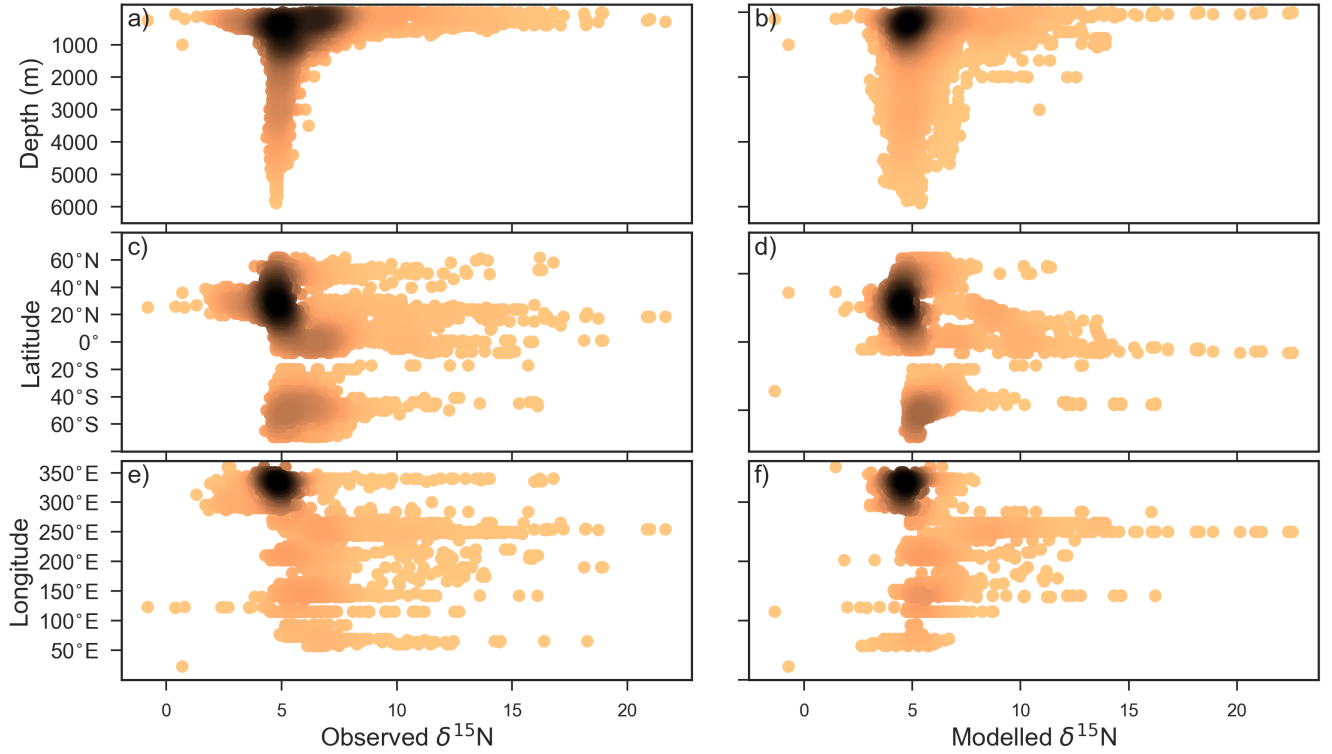 a)
b)
1000
2000
3000
4000
5000
6000
Depth (m)
c)
d)
60°N
40°N
20°N
0°
20°S
40°S
60°S
Latitude
e)
f)
350°E
300°E
250°E
200°E
150°E
100°E
50°E
Longitude
0 5 10 15 20
0 5 10 15 20
Observed δ¹⁵N
Modelled δ¹⁵N